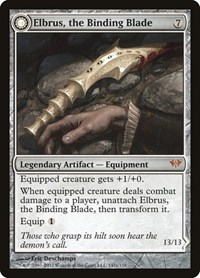 Elbrus, the Binding Blade 7
Legendary Artifact — Equipment
Equipped creature gets +1/+0.
When equipped creature deals combat
damage to a player, unattach Elbrus,
the Binding Blade, then transform it.
Equip 1
Those who grasp its hilt soon hear the
demon's call.
13/13
Eric Deschamps